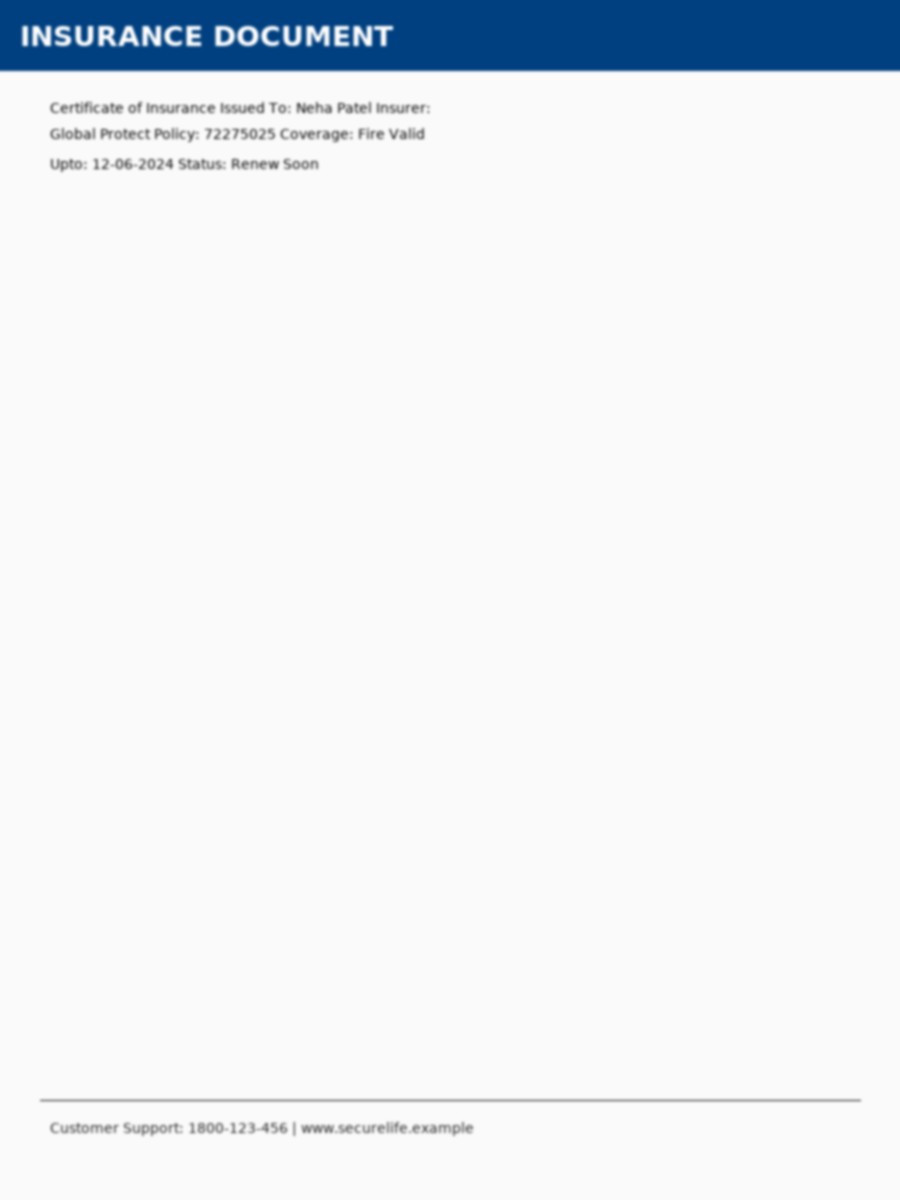 INSURANCE DOCUMENT
Certificate of Insurance Issued To: Neha Patel Insurer:
Global Protect Policy: 72275025 Coverage: Fire Valid
Upto: 12-06-2024 Status: Renew Soon
Customer Support: 1800-123-456 | www.securelife.example